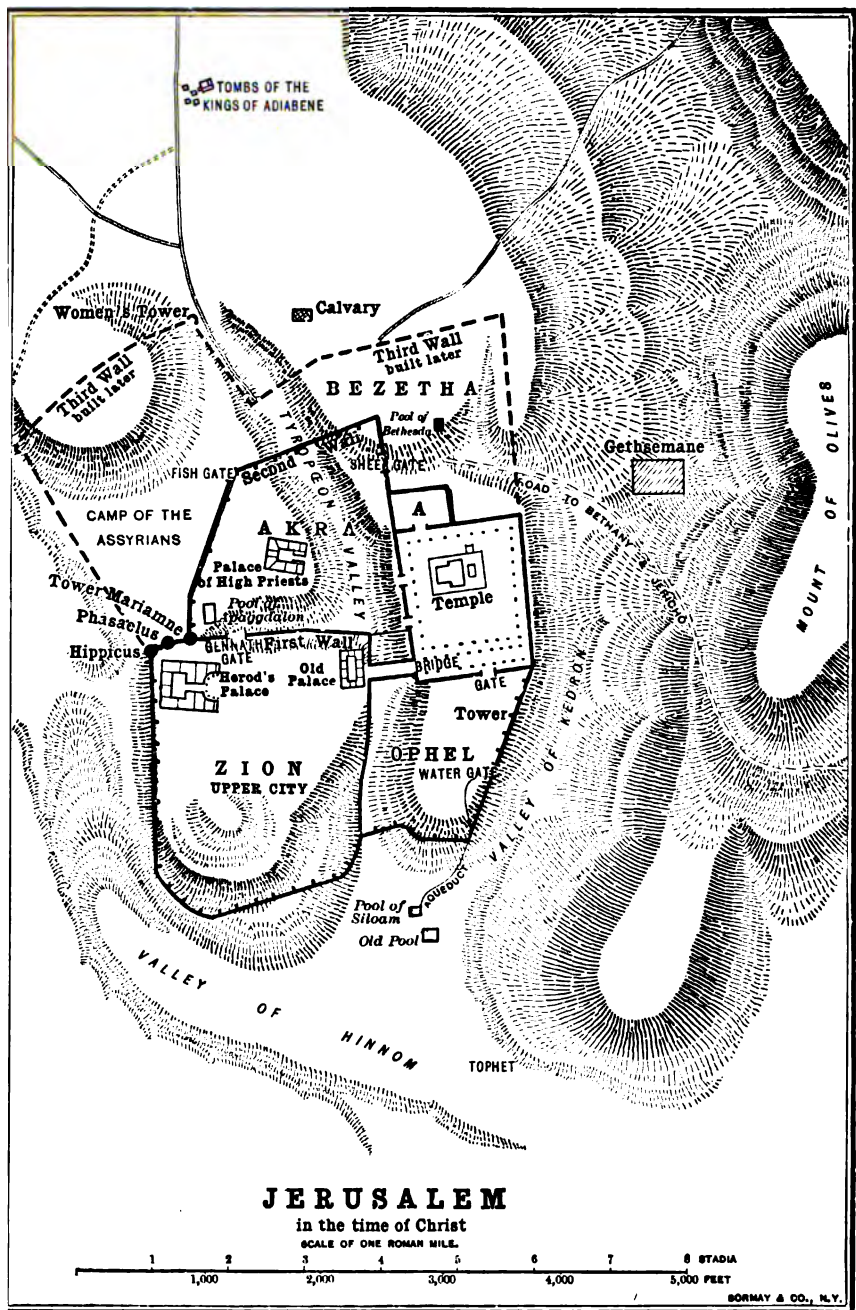 TOMBS OF THE
KINGS OF ADIABENE
Women's Tower
Calvary
Third Wall
built later
Third Wall
built later
BEZETHA
Pool of
Bethesda
TYROPŒON VALLEY
Second Wall
SHEEP GATE
FISH GATE
Gethsemane
MOUNT OF OLIVES
ROAD TO BETHANY & JERICHO
CAMP OF THE
ASSYRIANS
AKRA
A
Palace
of High Priests
Temple
Tower Mariamne
Phasaelus
Hippicus
Pool of
GENNATH
GATE
First Wall
Herod's
Palace
Old
Palace
BRIDGE
GATE
Tower
ZION
UPPER CITY
OPHEL
WATER GATE
VALLEY OF KEDRON
AQUEDUCT
Pool of
Siloam
Old Pool
VALLEY OF HINNOM
TOPHET
JERUSALEM
in the time of Christ
SCALE OF ONE ROMAN MILE.
1 2 3 4 5 6 7 8 STADIA
1,000 2,000 3,000 4,000 5,000 FEET
BORMAY & CO., N.Y.